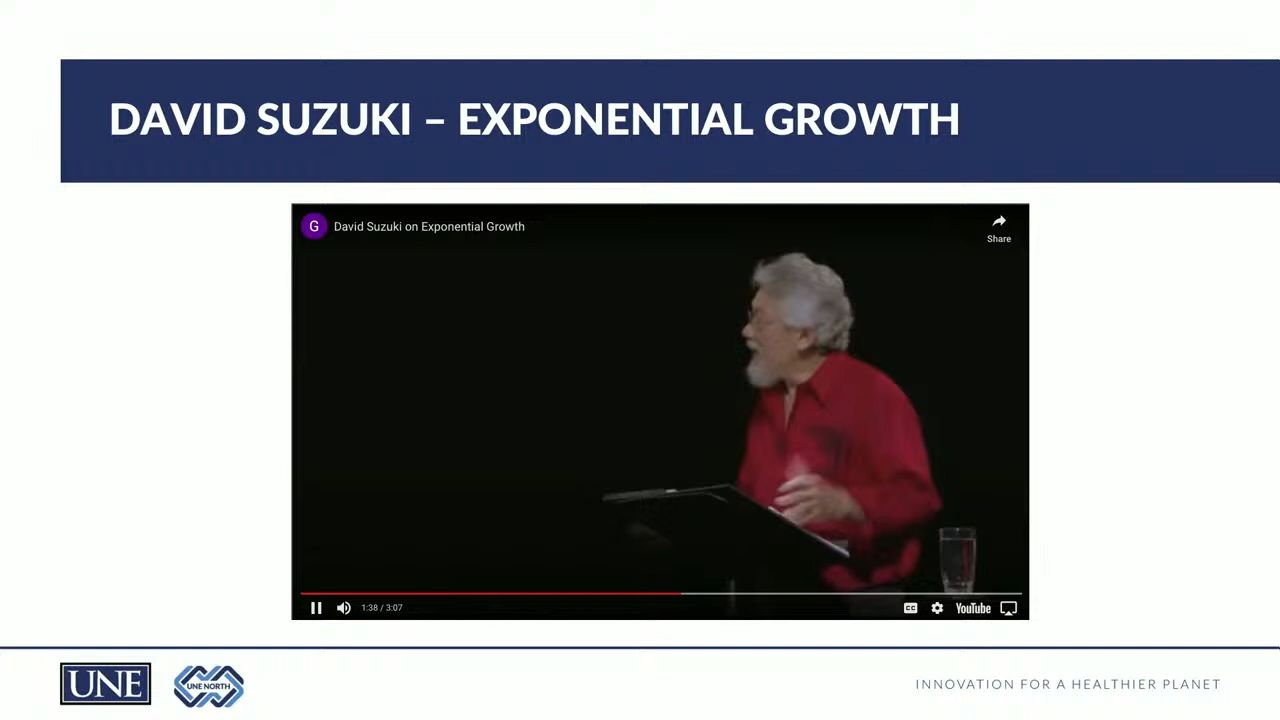 DAVID SUZUKI – EXPONENTIAL GROWTH
G David Suzuki on Exponential Growth
Share
1:38 / 3:07
CC
YouTube
UNE
UNE NORTH
INNOVATION FOR A HEALTHIER PLANET